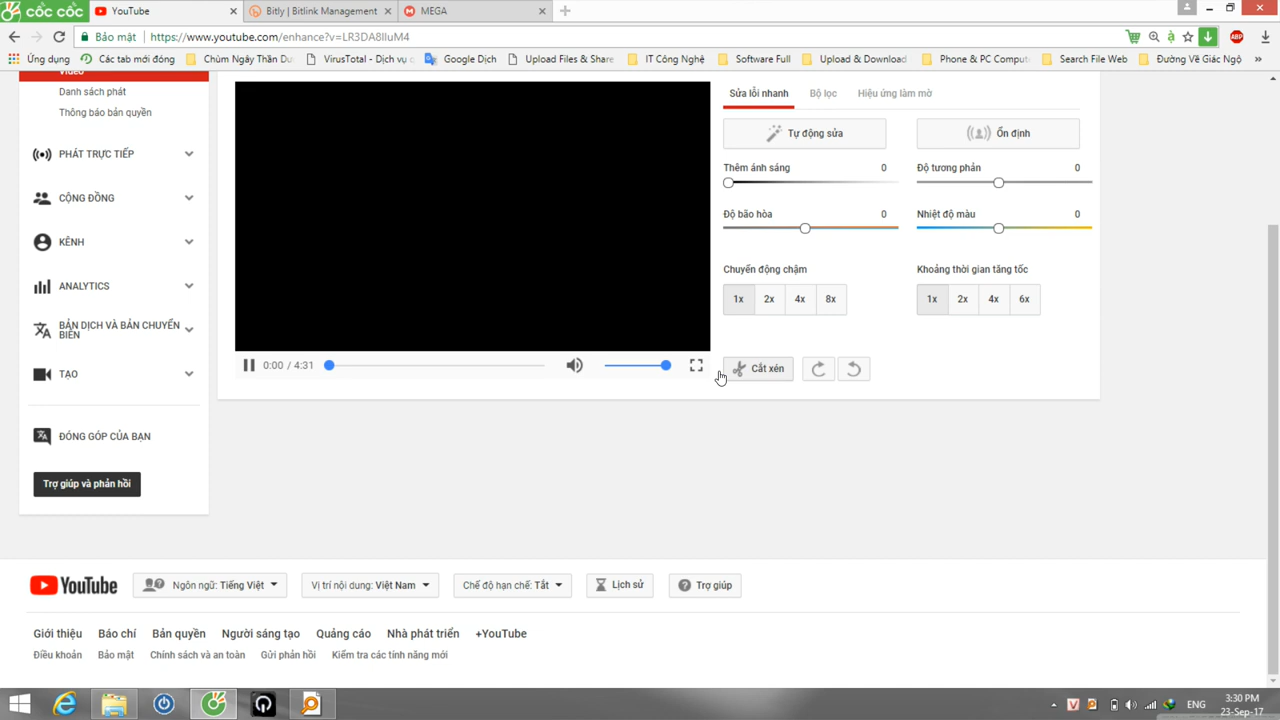 cốc cốc
YouTube
Bitly | Bitlink Management
MEGA
Bảo mật
https://www.youtube.com/enhance?v=LR3DA8lIuM4
ABP
Ứng dụng
Các tab mới đóng
Chùm Ngây Thần Dư
VirusTotal - Dịch vụ
Google Dịch
Upload Files & Share
IT Công Nghệ
Software Full
Upload & Download
Phone & PC Comput
Search File Web
Đường Về Giác Ngộ
»
Video
Danh sách phát
Thông báo bản quyền
PHÁT TRỰC TIẾP
CỘNG ĐỒNG
KÊNH
ANALYTICS
BẢN DỊCH VÀ BẢN CHUYỂN
BIÊN
TẠO
ĐÓNG GÓP CỦA BẠN
Trợ giúp và phản hồi
0:00 / 4:31
Sửa lỗi nhanh
Bộ lọc
Hiệu ứng làm mờ
Tự động sửa
Ổn định
Thêm ánh sáng 0
Độ tương phản 0
Độ bão hòa 0
Nhiệt độ màu 0
Chuyển động chậm
Khoảng thời gian tăng tốc
1x 2x 4x 8x
1x 2x 4x 6x
Cắt xén
YouTube
Ngôn ngữ: Tiếng Việt
Vị trí nội dung: Việt Nam
Chế độ hạn chế: Tắt
Lịch sử
Trợ giúp
Giới thiệu Báo chí Bản quyền Người sáng tạo Quảng cáo Nhà phát triển +YouTube
Điều khoản Bảo mật Chính sách và an toàn Gửi phản hồi Kiểm tra các tính năng mới
ENG
3:30 PM
23-Sep-17